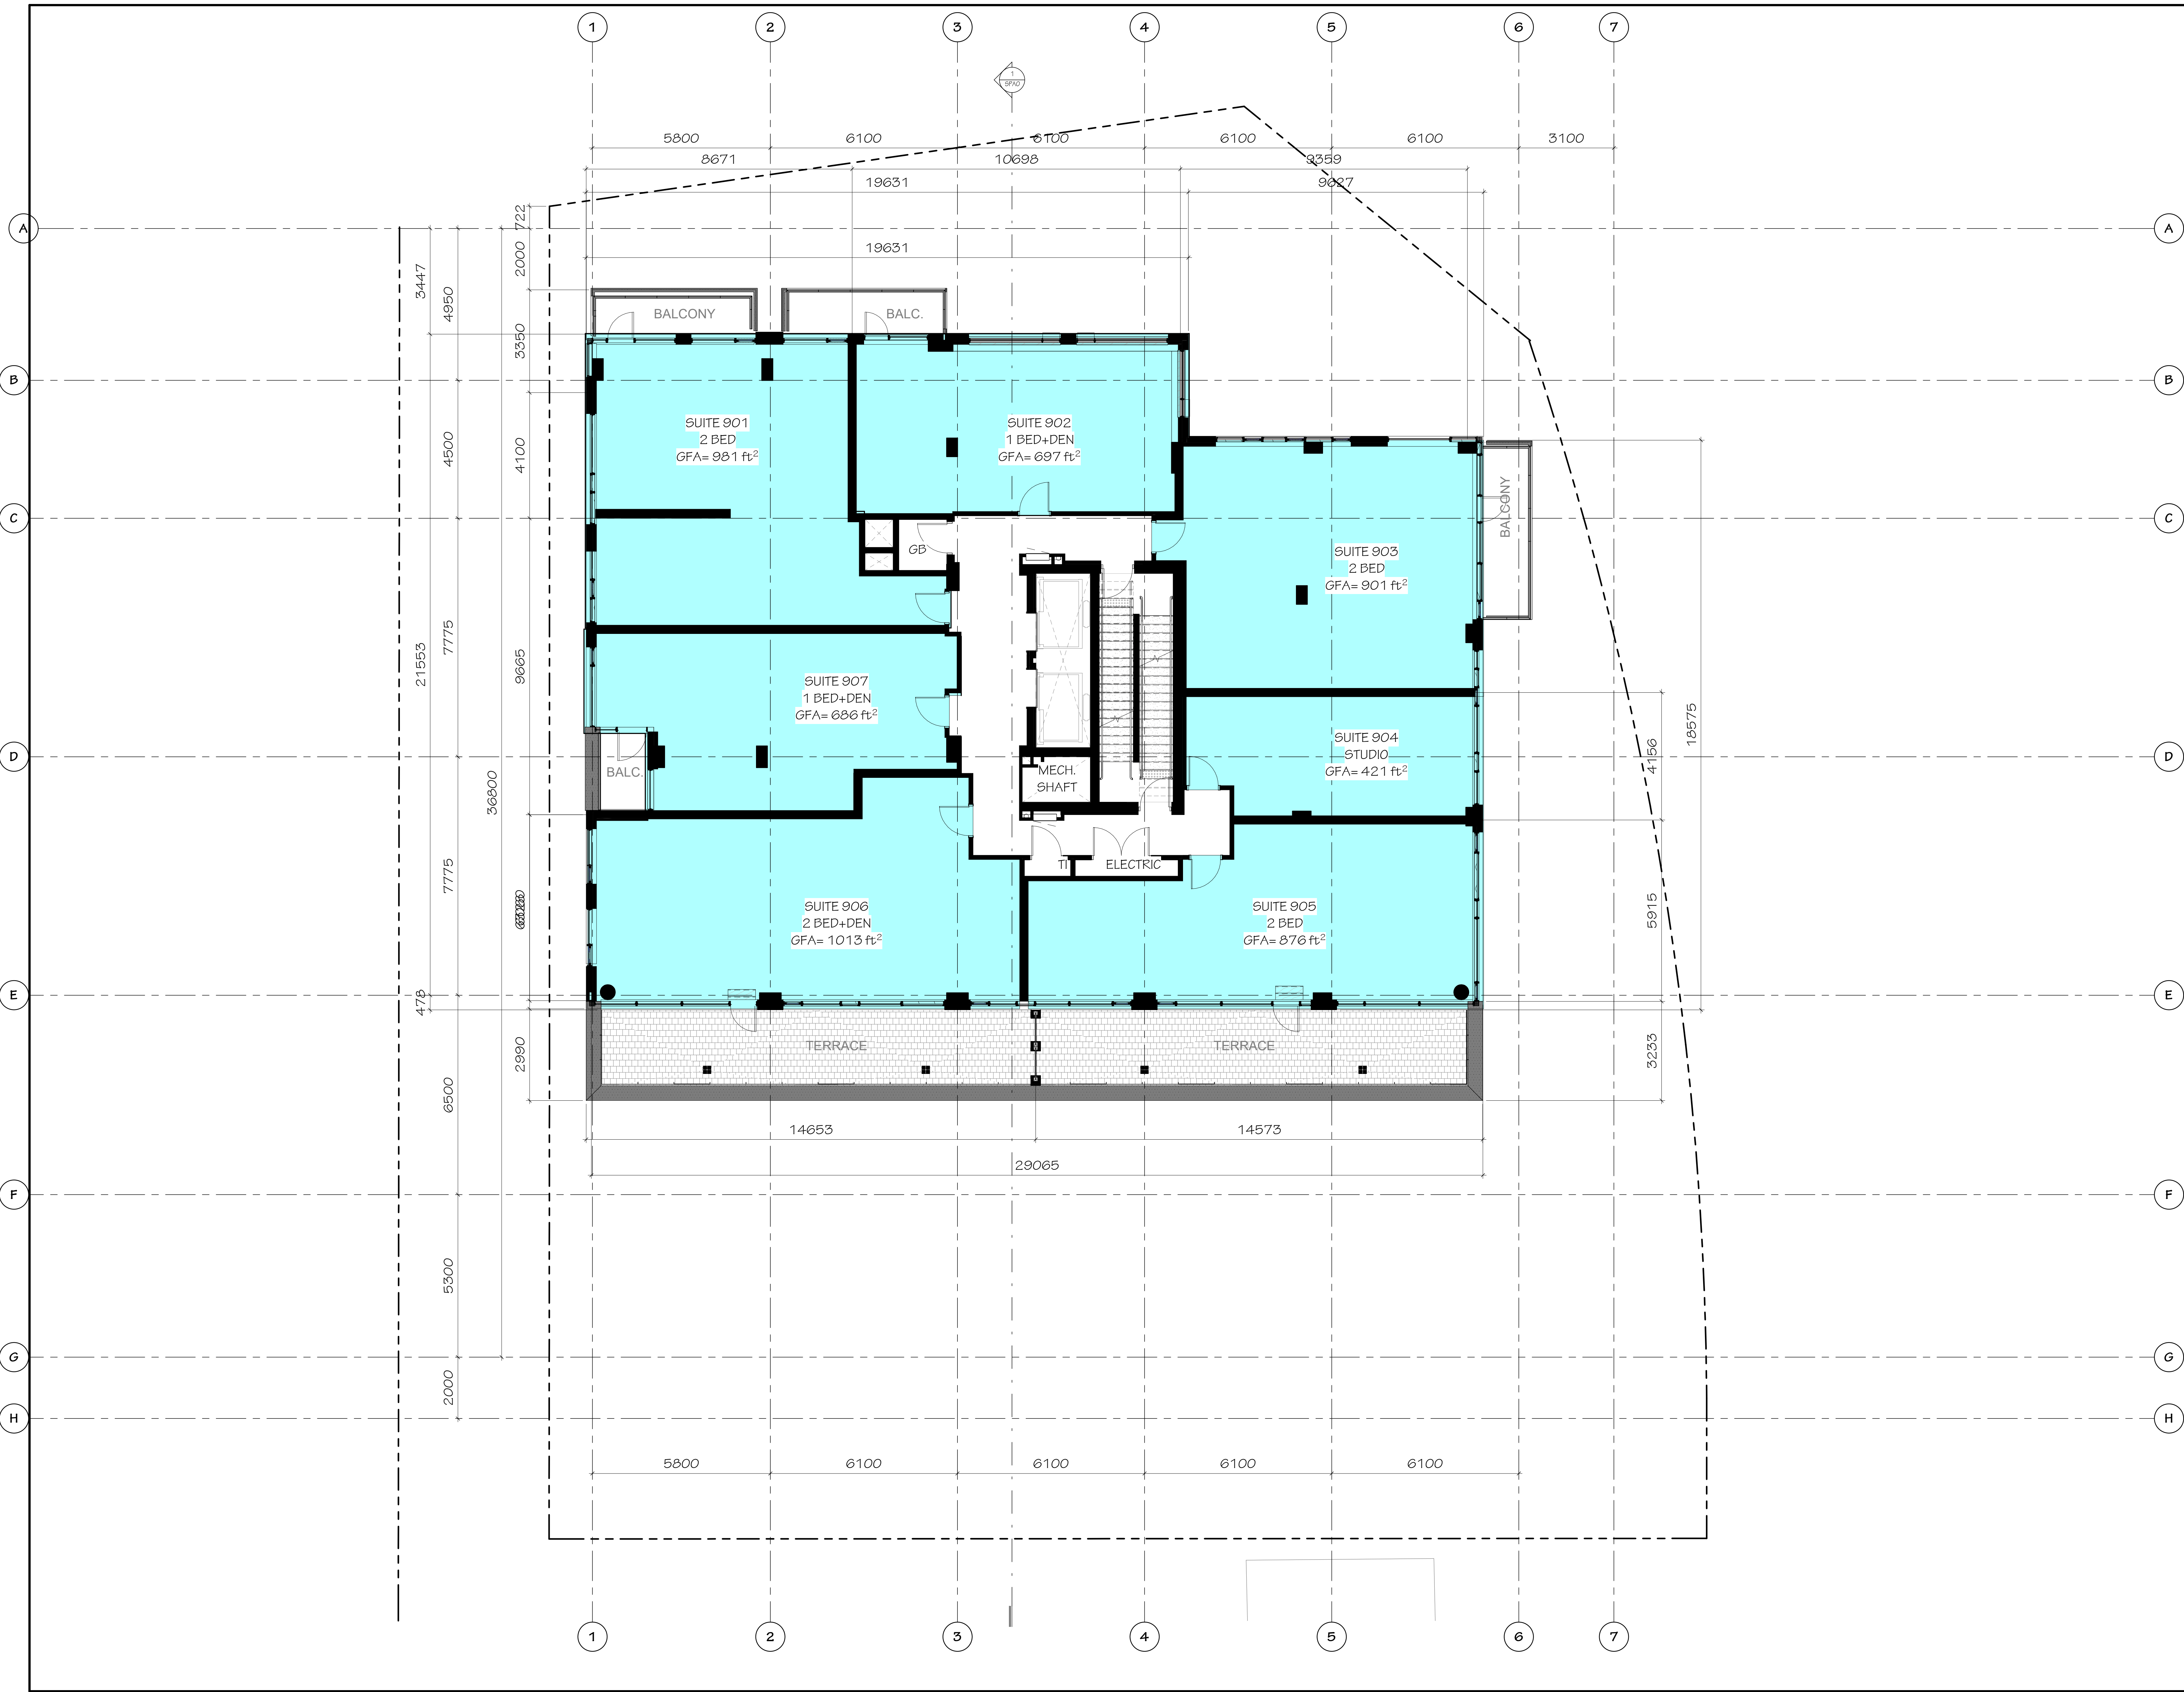 1 2 3 4 5 6 7
1
SPA0
5800 6100 6100 6100 6100 3100
8671 10698 9359
19631 9627
722
A A
2000
19631
3447
4950
BALCONY BALC.
3350
B B
SUITE 901
2 BED
GFA= 981 ft²
SUITE 902
1 BED+DEN
GFA= 697 ft²
4500
4100
BALCONY
C C
GB
SUITE 903
2 BED
GFA= 901 ft²
21553
7775
9665
SUITE 907
1 BED+DEN
GFA= 686 ft²
18575
SUITE 904
STUDIO
GFA= 421 ft²
4156
D D
BALC.
MECH.
SHAFT
36800
7775
TI ELECTRIC
SUITE 906
2 BED+DEN
GFA= 1013 ft²
SUITE 905
2 BED
GFA= 876 ft²
5915
E E
478
2990
TERRACE TERRACE
3233
6500
14653 14573
29065
F F
5300
G G
2000
H H
5800 6100 6100 6100 6100
1 2 3 4 5 6 7